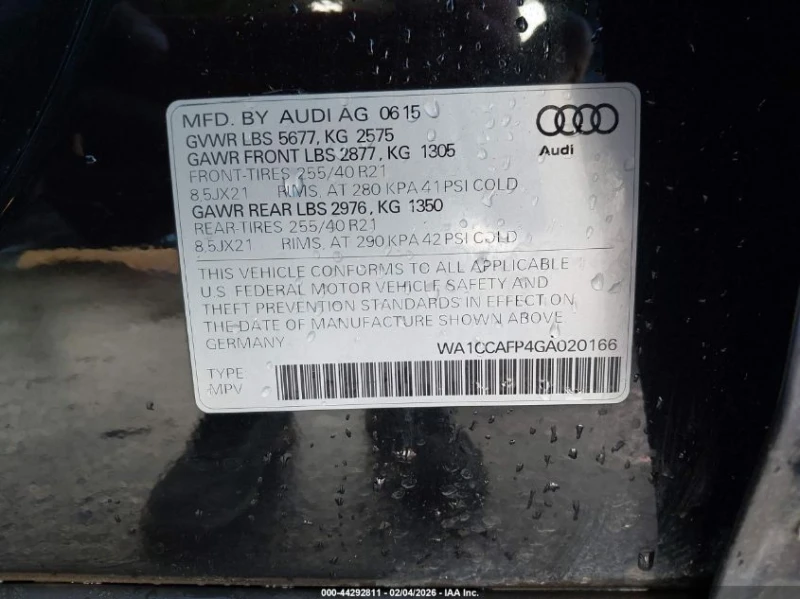 MFD. BY AUDI AG 06 15
GVWR LBS 5677, KG 2575
GAWR FRONT LBS 2877, KG 1305
FRONT-TIRES 255/40 R21
8,5JX21 RIMS, AT 280 KPA 41 PSI COLD
GAWR REAR LBS 2976, KG 1350
REAR-TIRES 255/40 R21
8,5JX21 RIMS, AT 290 KPA 42 PSI COLD
Audi
THIS VEHICLE CONFORMS TO ALL APPLICABLE
U.S. FEDERAL MOTOR VEHICLE SAFETY AND
THEFT PREVENTION STANDARDS IN EFFECT ON
THE DATE OF MANUFACTURE SHOWN ABOVE
GERMANY
WA1CCAFP4GA020166
TYPE
MPV
000-44292811 - 02/04/2026 - IAA Inc.